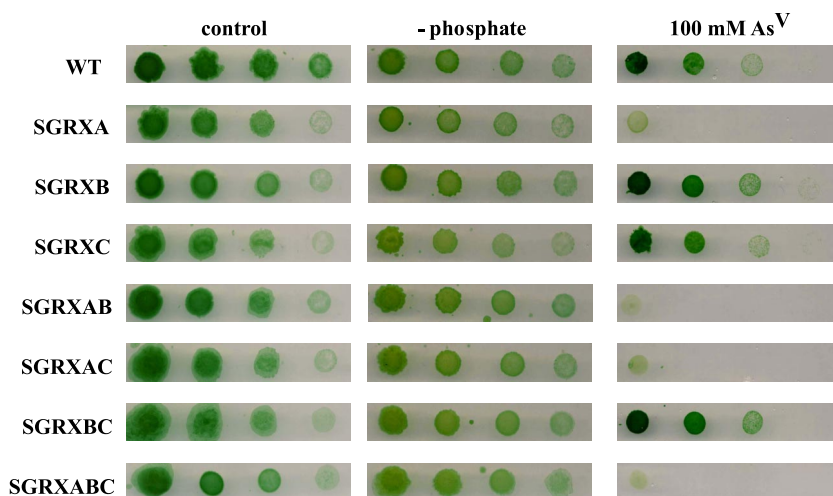 control - phosphate 100 mM As^V
WT
SGRXA
SGRXB
SGRXC
SGRXAB
SGRXAC
SGRXBC
SGRXABC